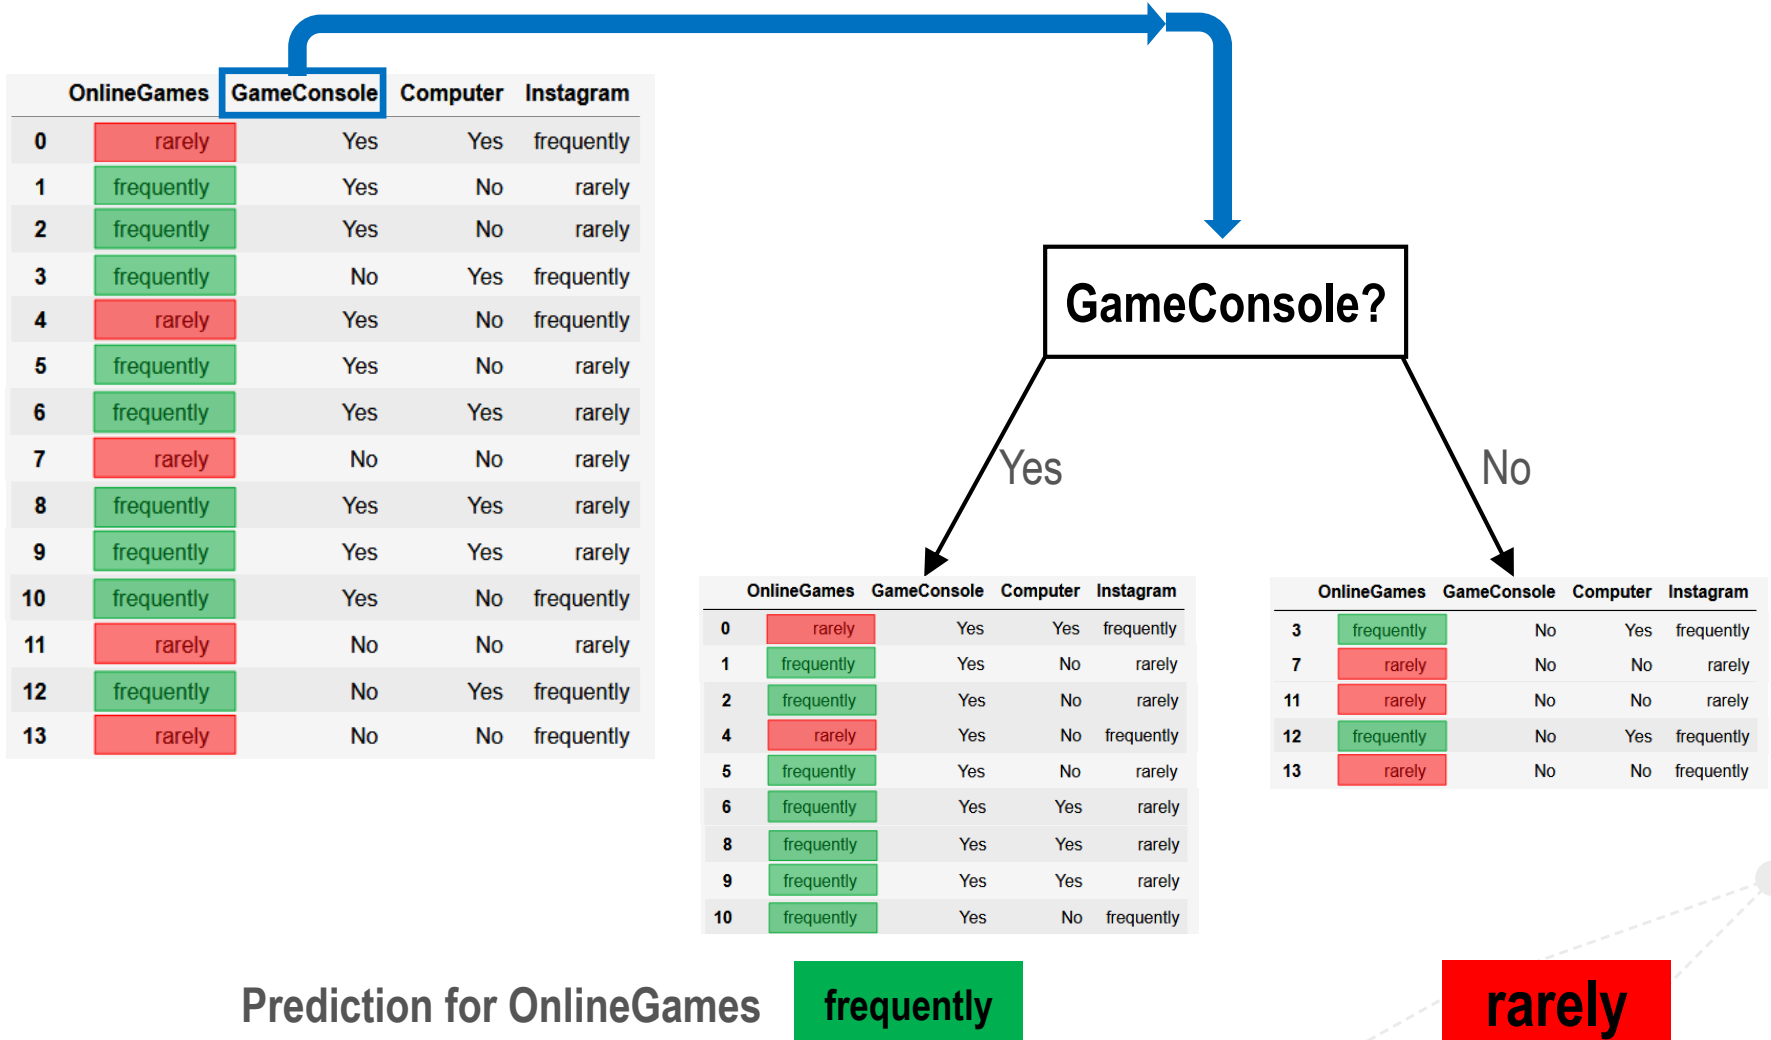 OnlineGames GameConsole Computer Instagram
0 rarely Yes Yes frequently
1 frequently Yes No rarely
2 frequently Yes No rarely
3 frequently No Yes frequently
4 rarely Yes No frequently
5 frequently Yes No rarely
6 frequently Yes Yes rarely
7 rarely No No rarely
8 frequently Yes Yes rarely
9 frequently Yes Yes rarely
10 frequently Yes No frequently
11 rarely No No rarely
12 frequently No Yes frequently
13 rarely No No frequently
GameConsole?
Yes
No
OnlineGames GameConsole Computer Instagram
0 rarely Yes Yes frequently
1 frequently Yes No rarely
2 frequently Yes No rarely
4 rarely Yes No frequently
5 frequently Yes No rarely
6 frequently Yes Yes rarely
8 frequently Yes Yes rarely
9 frequently Yes Yes rarely
10 frequently Yes No frequently
OnlineGames GameConsole Computer Instagram
3 frequently No Yes frequently
7 rarely No No rarely
11 rarely No No rarely
12 frequently No Yes frequently
13 rarely No No frequently
Prediction for OnlineGames frequently rarely